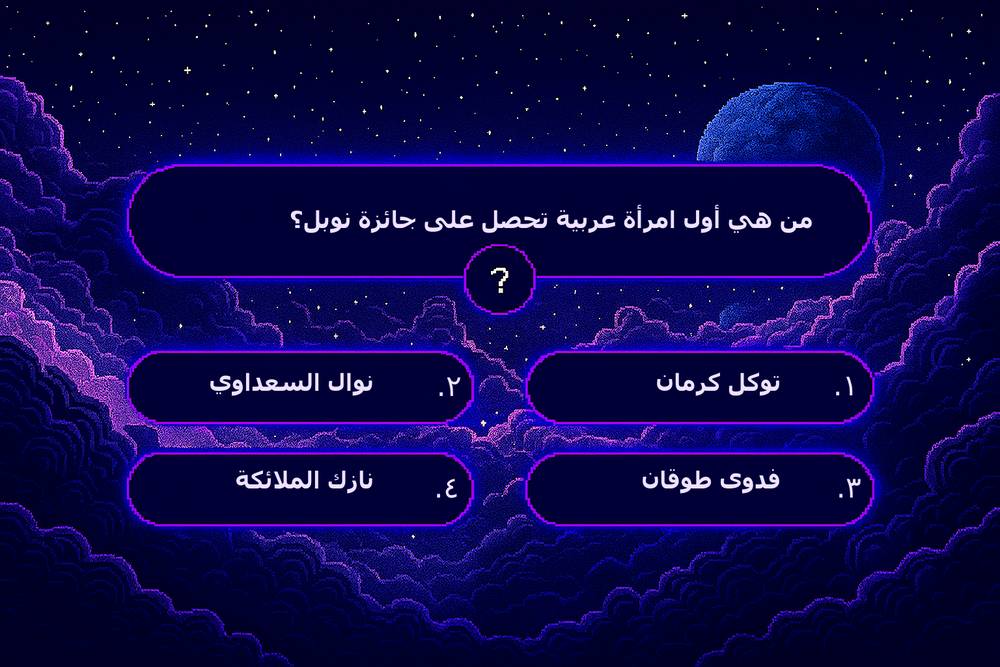 من هي أول امرأة عربية تحصل على جائزة نوبل؟
?
١. توكل كرمان
٢. نوال السعداوي
٣. فدوى طوقان
٤. نازك الملائكة